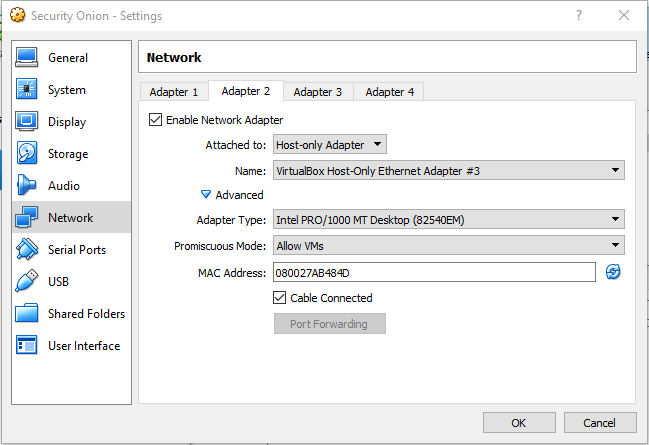 Security Onion - Settings
?
General
System
Display
Storage
Audio
Network
Serial Ports
USB
Shared Folders
User Interface
Network
Adapter 1 Adapter 2 Adapter 3 Adapter 4
Enable Network Adapter
Attached to: Host-only Adapter
Name: VirtualBox Host-Only Ethernet Adapter #3
Advanced
Adapter Type: Intel PRO/1000 MT Desktop (82540EM)
Promiscuous Mode: Allow VMs
MAC Address: 080027AB484D
Cable Connected
Port Forwarding
OK Cancel